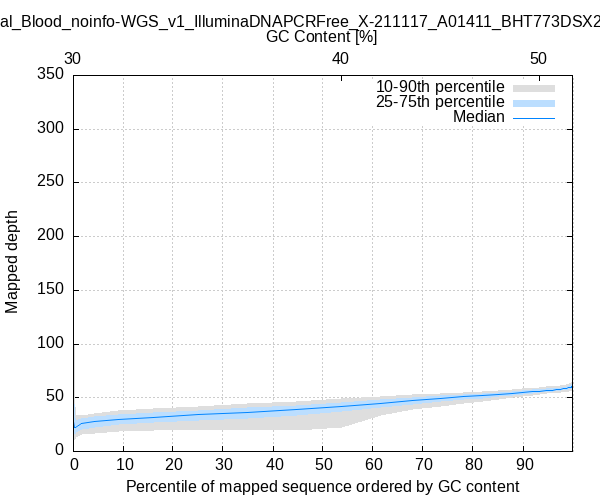 al_Blood_noinfo-WGS_v1_IlluminaDNAPCRFree_X-211117_A01411_BHT773DSX2
GC Content [%]
30 40 50
350
300
250
200
150
100
50
0
10-90th percentile
25-75th percentile
Median
Mapped depth
0 10 20 30 40 50 60 70 80 90
Percentile of mapped sequence ordered by GC content